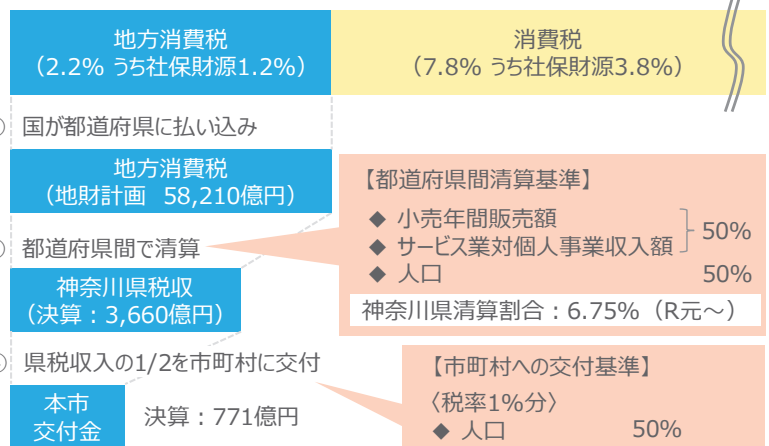 地方消費税
（2.2% うち社保財源1.2%）
消費税
（7.8% うち社保財源3.8%）
国が都道府県に払い込み
地方消費税
（地財計画 58,210億円）
【都道府県間清算基準】
◆ 小売年間販売額
◆ サービス業対個人事業収入額
50%
◆ 人口 50%
神奈川県清算割合：6.75%（R元～）
都道府県間で清算
神奈川県税収
（決算：3,660億円）
県税収入の1/2を市町村に交付
【市町村への交付基準】
〈税率1%分〉
◆ 人口 50%
本市
交付金
決算：771億円